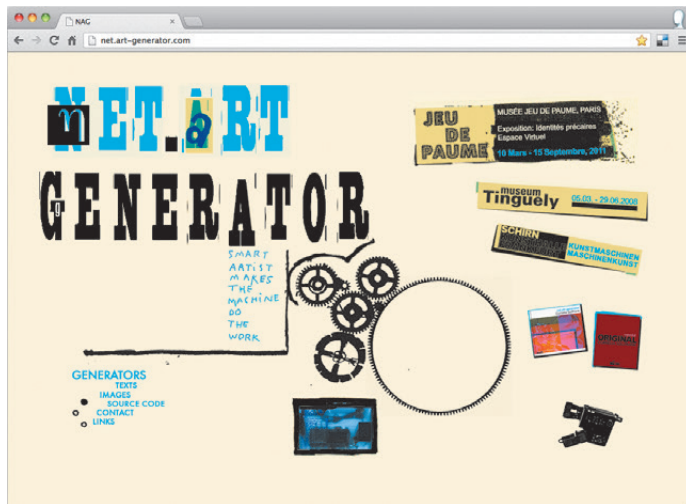 NAG
net.art-generator.com
NET.ART
GENERATOR
SMART
ARTIST
MAKES
THE
MACHINE
DO
THE
WORK
GENERATORS
TEXTS
IMAGES
SOURCE CODE
CONTACT
LINKS
JEU
DE
PAUME
MUSÉE JEU DE PAUME, PARIS
Exposition: Identités précaires
Espace Virtuel
10 Mars - 15 Septembre, 2011
museum
Tinguely
05.03. - 29.06.2008
SCHIRN
KUNSTMASCHINEN
MASCHINENKUNST
ORIGINAL